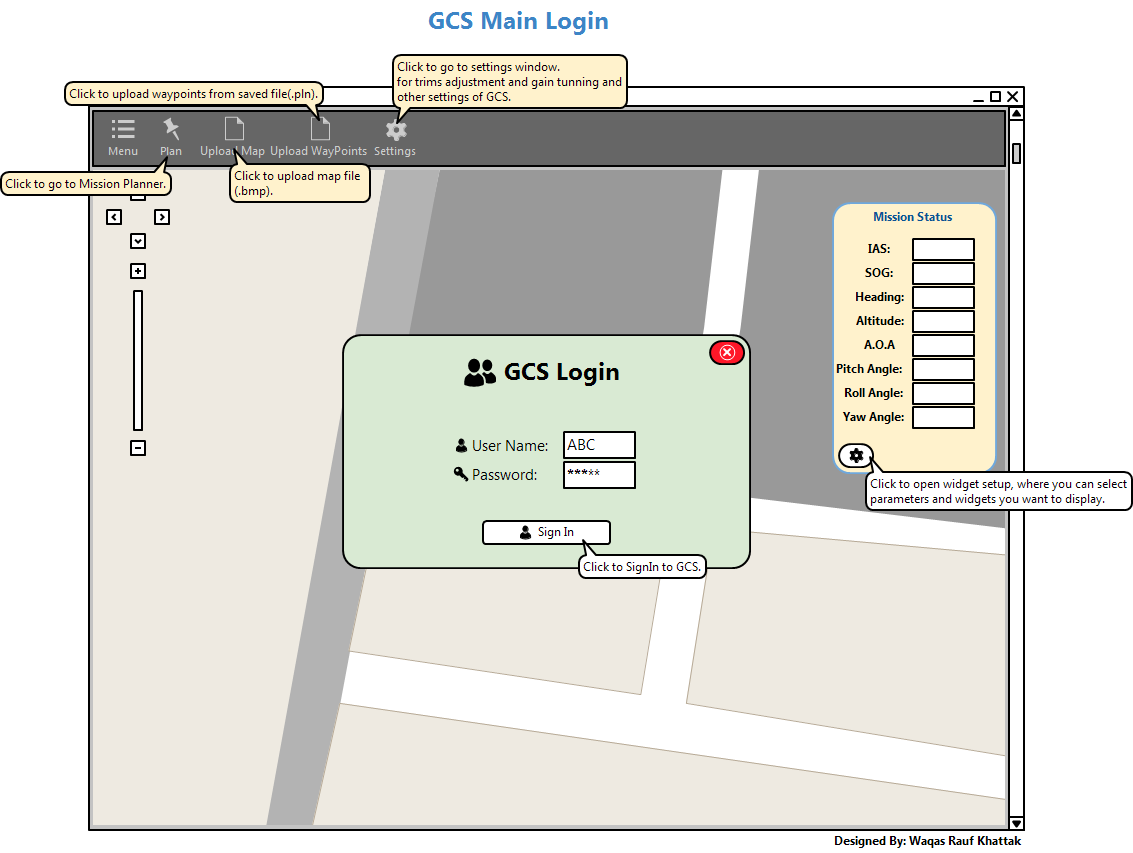 GCS Main Login
Click to go to settings window.
for trims adjustment and gain tunning and
other settings of GCS.
Click to upload waypoints from saved file(.pln).
Menu
Plan
Upload Map
Upload WayPoints
Settings
Click to go to Mission Planner.
Click to upload map file
(.bmp).
Mission Status
IAS:
SOG:
Heading:
Altitude:
A.O.A
Pitch Angle:
Roll Angle:
Yaw Angle:
GCS Login
User Name: ABC
Password: *****
Sign In
Click to SignIn to GCS.
Click to open widget setup, where you can select
parameters and widgets you want to display.
Designed By: Waqas Rauf Khattak